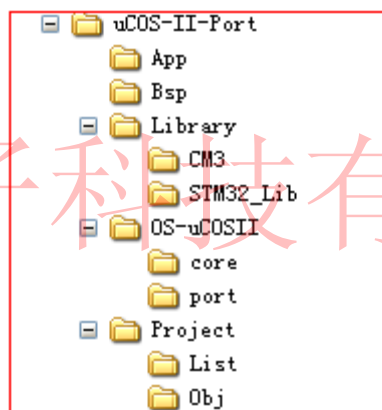 uCOS-II-Port
App
Bsp
Library
CM3
STM32_Lib
OS-uCOSII
core
port
Project
List
Obj
子科技有